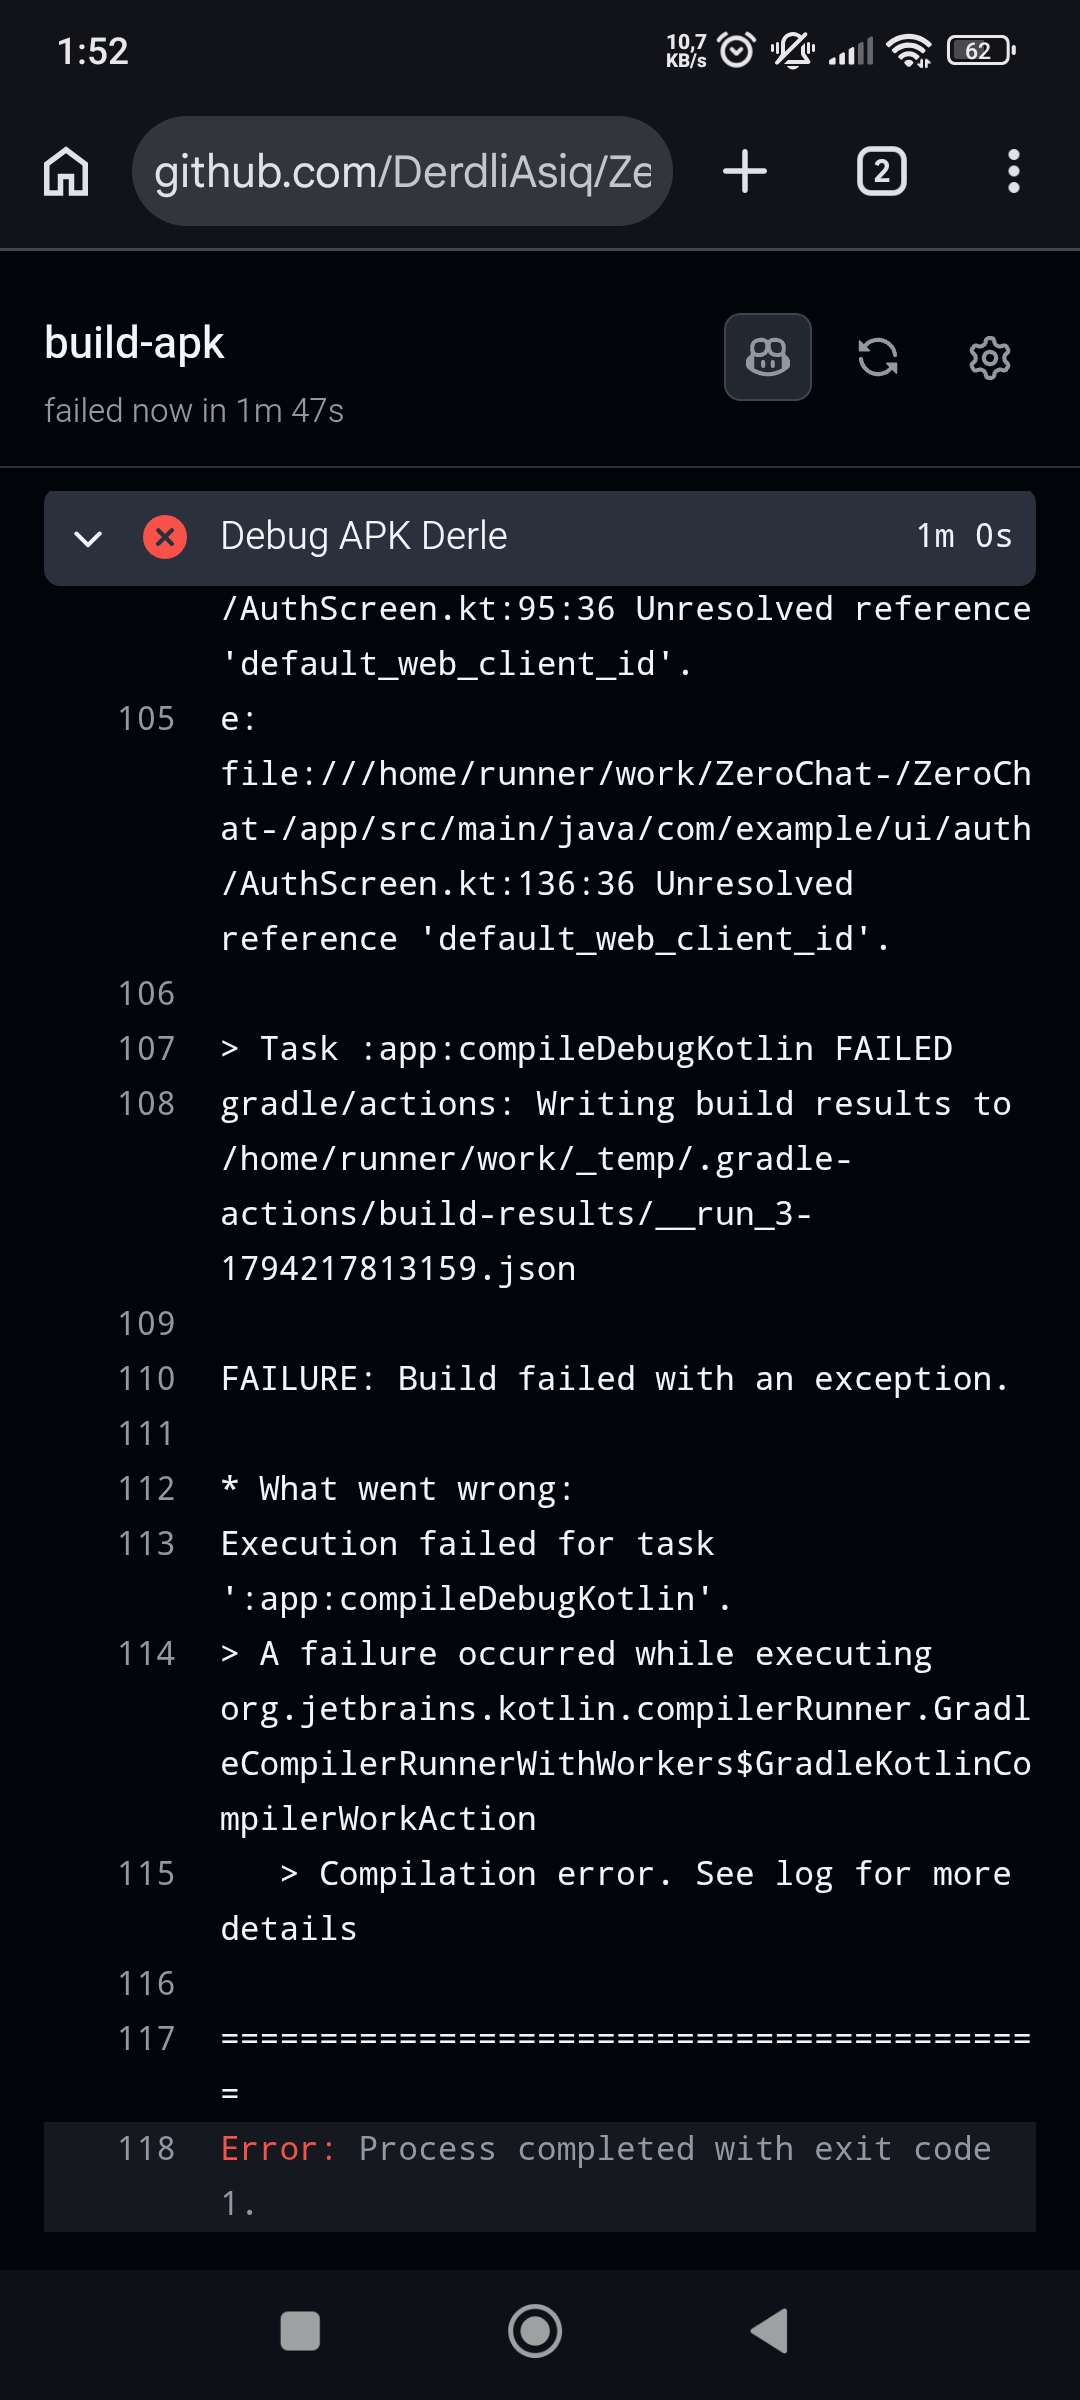 1:52
10,7
KB/s
62
github.com/DerdliAsiq/Ze
2
build-apk
failed now in 1m 47s
Debug APK Derle
1m 0s
/AuthScreen.kt:95:36 Unresolved reference
'default_web_client_id'.
105 e:
file:///home/runner/work/ZeroChat-/ZeroCh
at-/app/src/main/java/com/example/ui/auth
/AuthScreen.kt:136:36 Unresolved
reference 'default_web_client_id'.
106
107 > Task :app:compileDebugKotlin FAILED
108 gradle/actions: Writing build results to
/home/runner/work/_temp/.gradle-
actions/build-results/__run_3-
1794217813159.json
109
110 FAILURE: Build failed with an exception.
111
112 * What went wrong:
113 Execution failed for task
':app:compileDebugKotlin'.
114 > A failure occurred while executing
org.jetbrains.kotlin.compilerRunner.Gradl
eCompilerRunnerWithWorkers$GradleKotlinCo
mpilerWorkAction
115 > Compilation error. See log for more
details
116
117 =========================================
=
118 Error: Process completed with exit code
1.